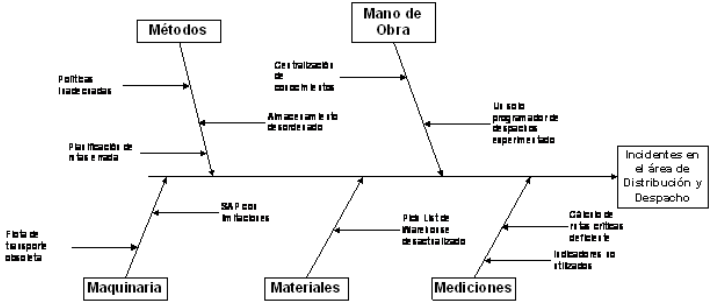 Métodos
Mano de
Obra
Políticas
Inadecuadas
Centralización
de
conocimientos
Almacenamiento
desordenado
Un solo
programador de
despachos
experimentado
Planificación de
rutas errada
Incidentes en
el área de
Distribución y
Despacho
SAP con
limitaciones
Flota de
transporte
obsoleta
Pick List de
Warehouse
desactualizado
Cálculo de
rutas críticas
deficiente
Indicadores no
utilizados
Maquinaria
Materiales
Mediciones